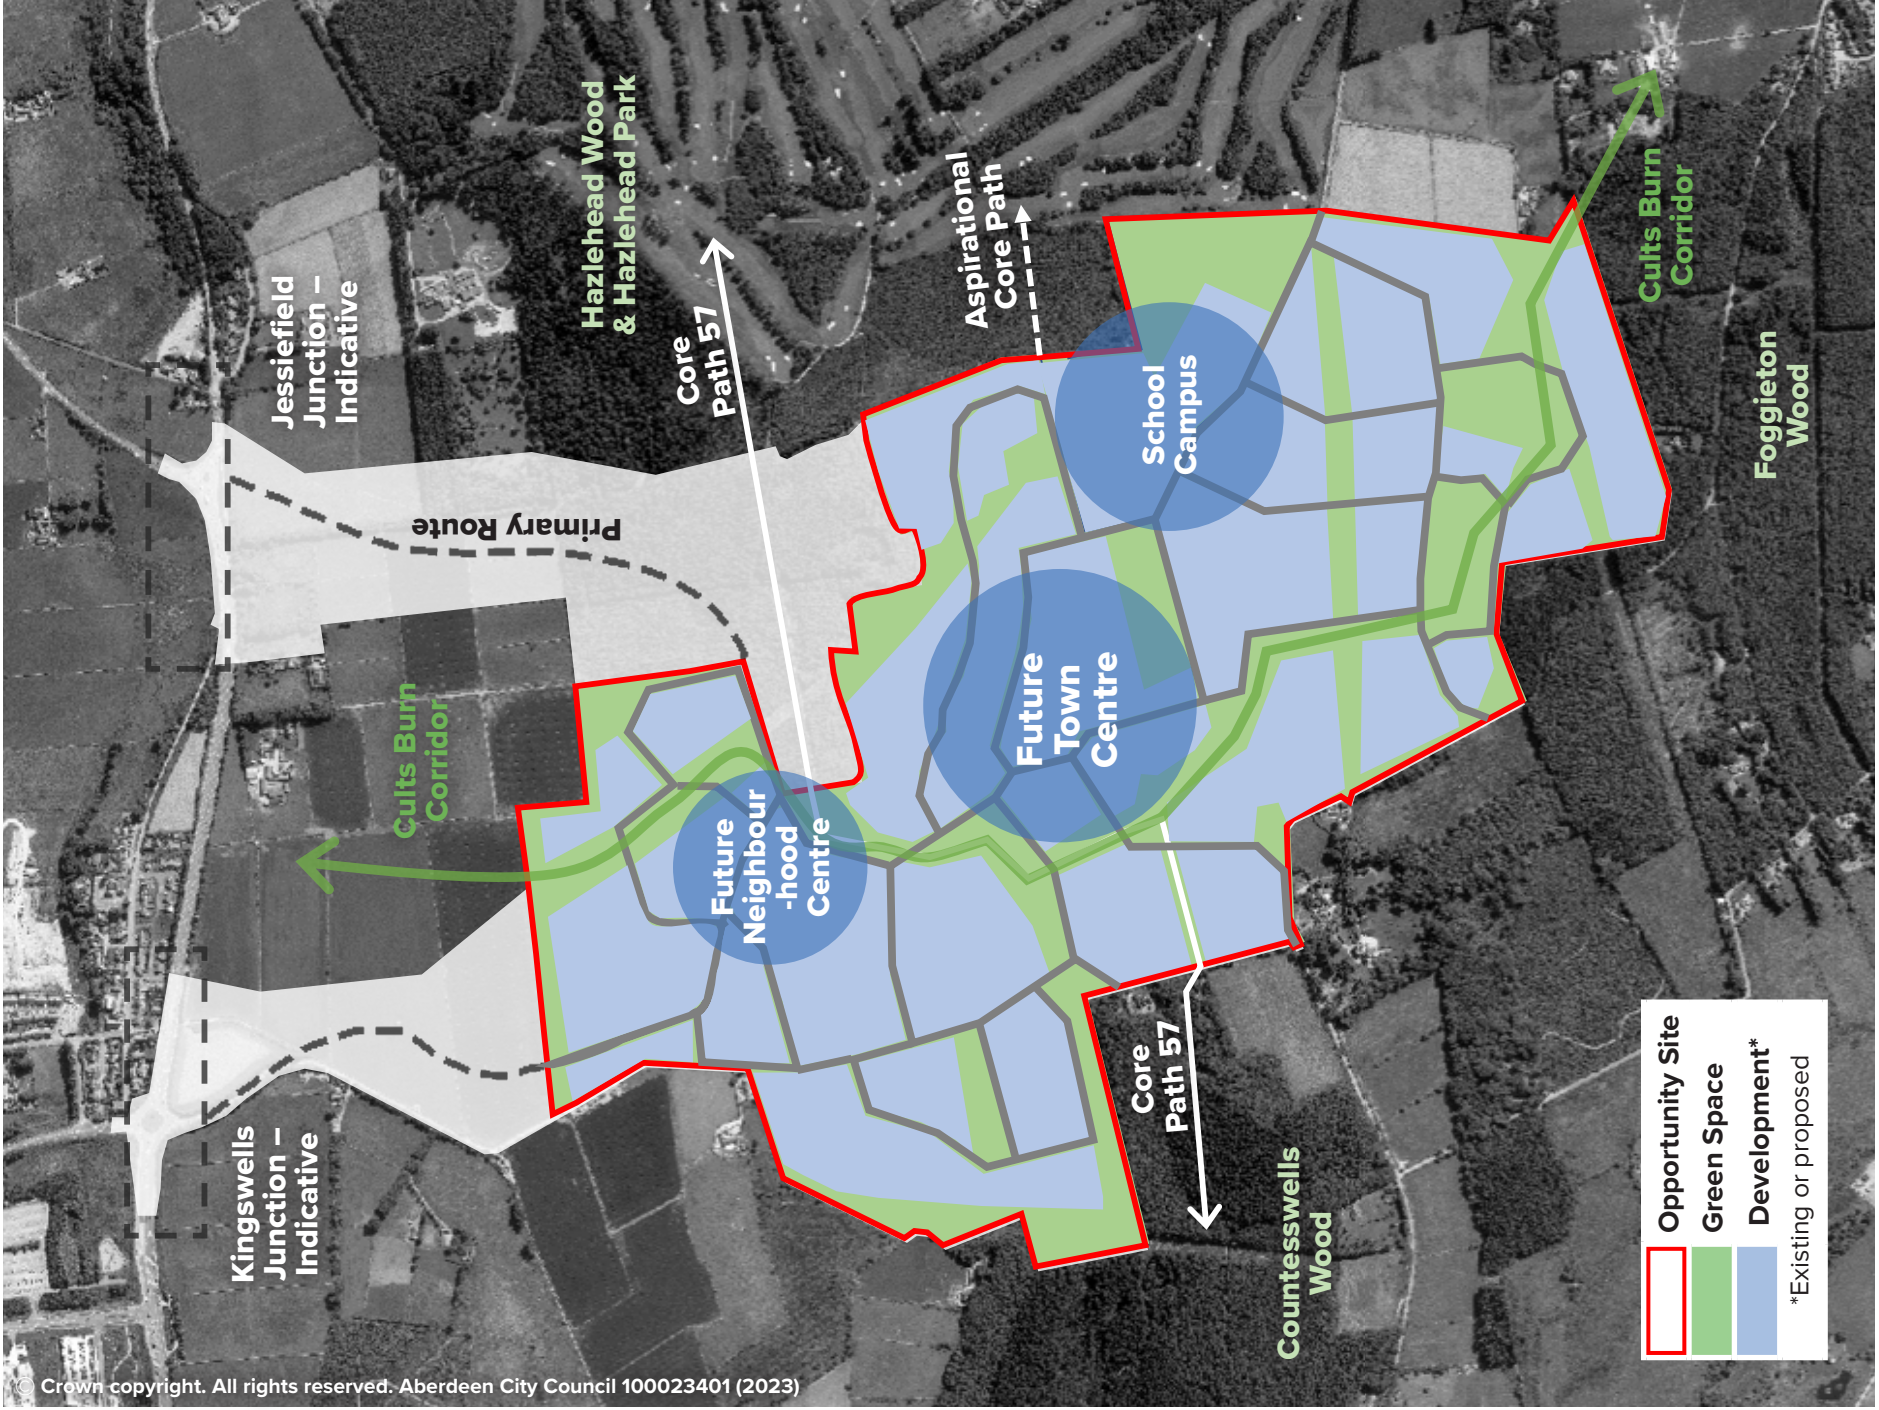 Jessiefield
Junction –
Indicative
Hazlehead Wood
& Hazlehead Park
Core
Path 57
Aspirational
Core Path
Cults Burn
Corridor
Foggieton
Wood
School
Campus
Primary Route
Cults Burn
Corridor
Future
Neighbour
-hood
Centre
Future
Town
Centre
Kingswells
Junction –
Indicative
Core
Path 57
Countesswells
Wood
Opportunity Site
Green Space
Development*
*Existing or proposed
© Crown copyright. All rights reserved. Aberdeen City Council 100023401 (2023)